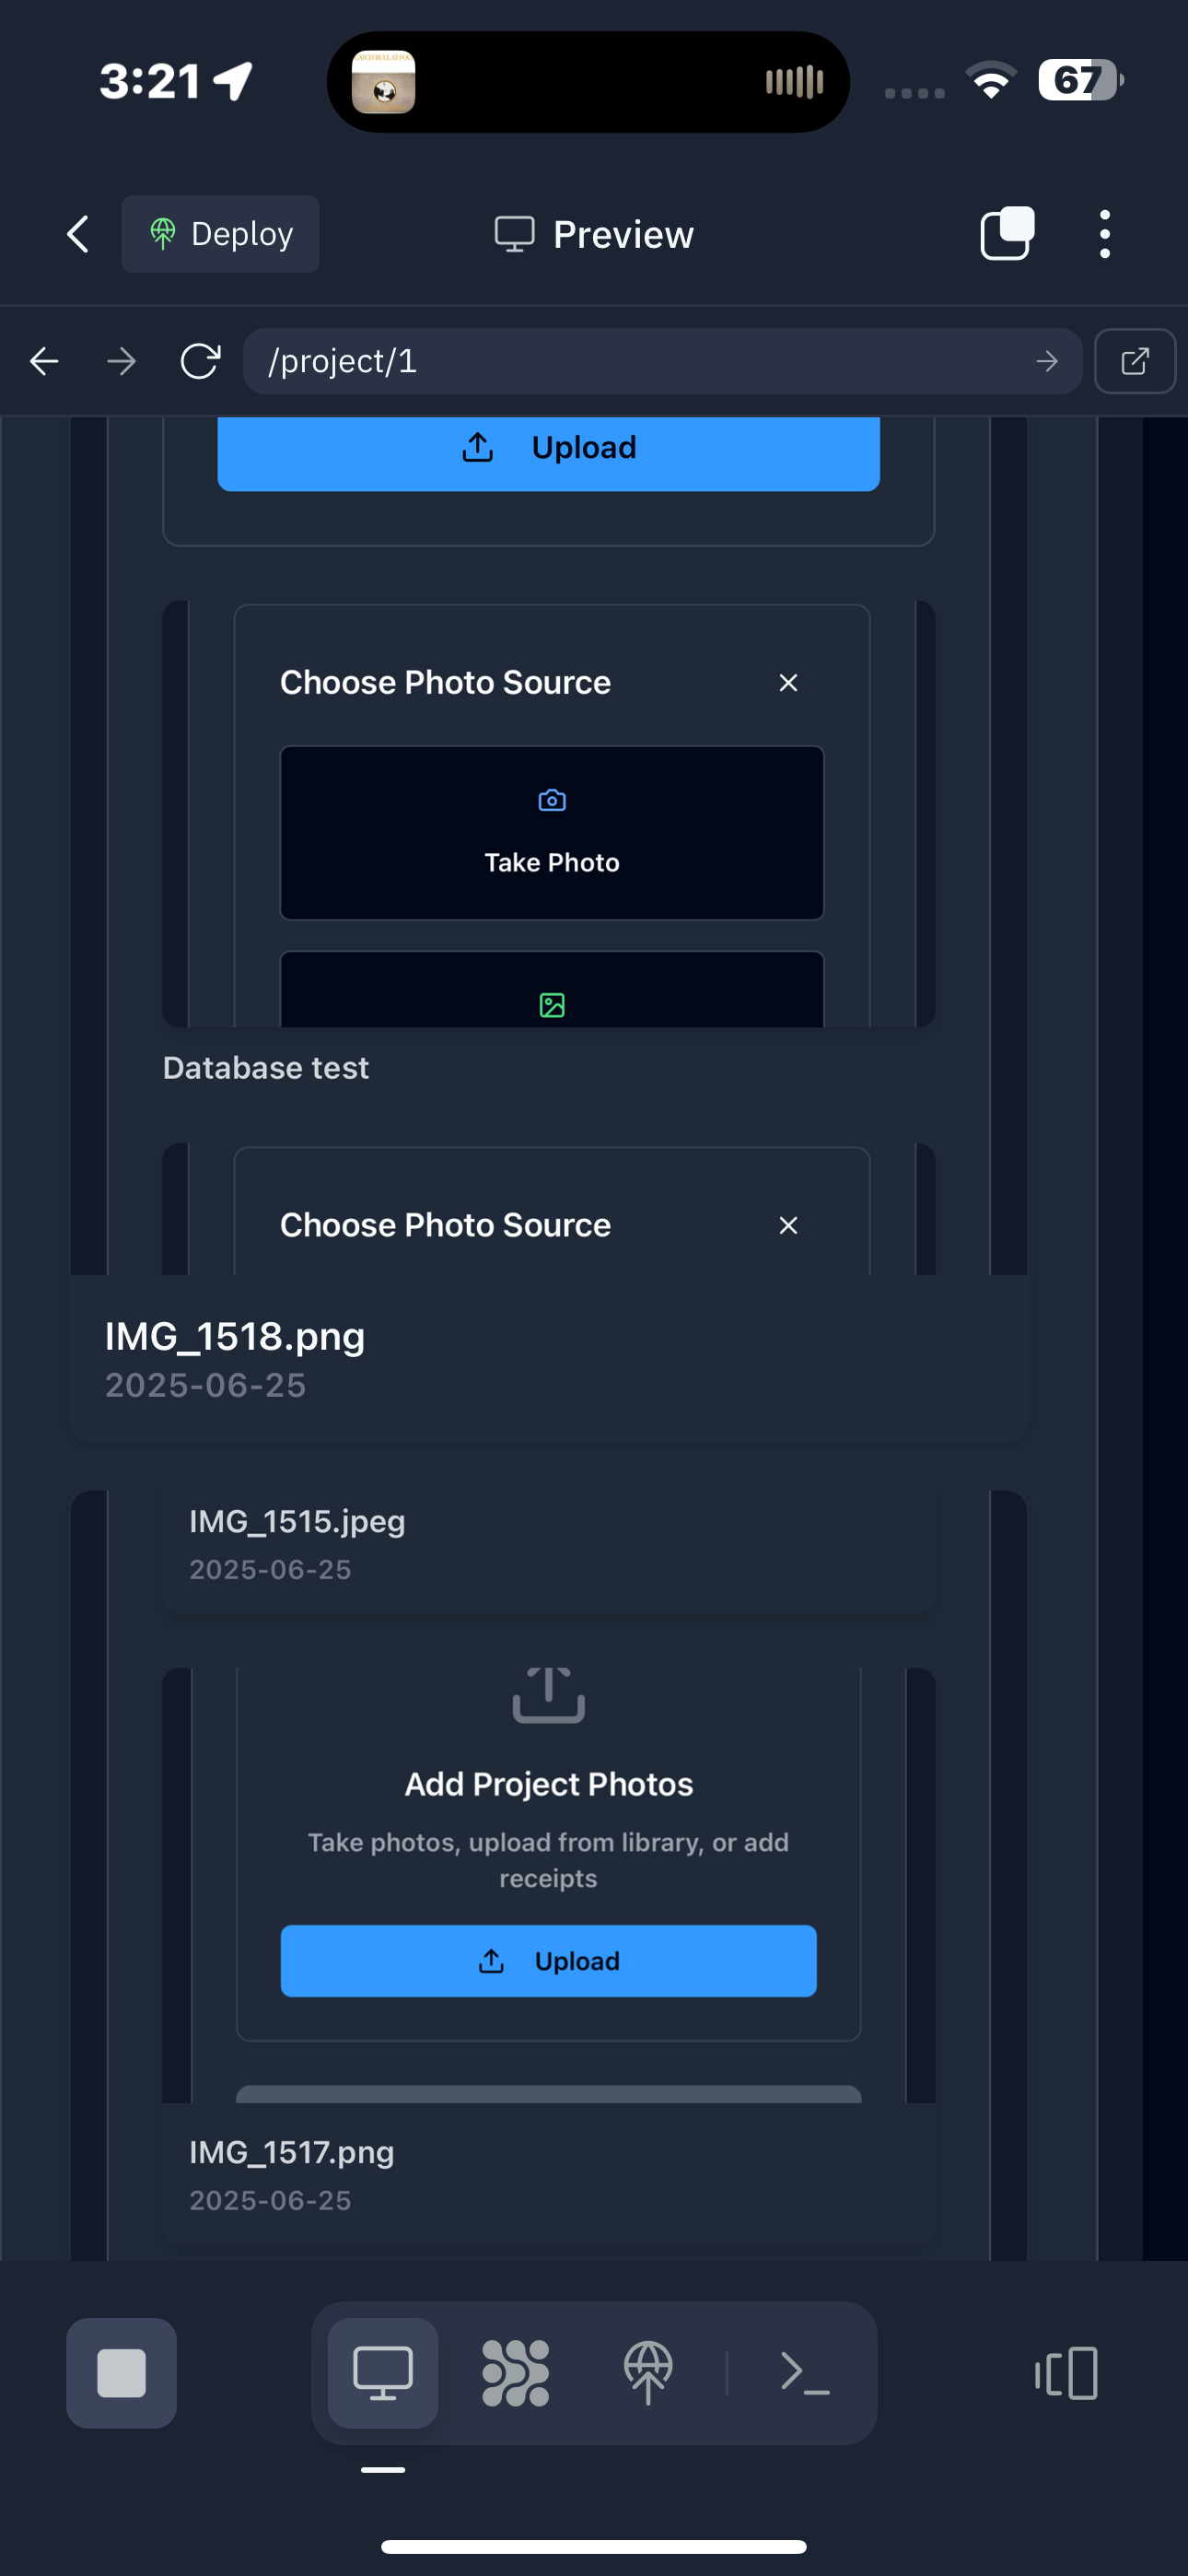 3:21
67
Deploy
Preview
/project/1
Upload
Choose Photo Source
Take Photo
Database test
Choose Photo Source
IMG_1518.png
2025-06-25
IMG_1515.jpeg
2025-06-25
Add Project Photos
Take photos, upload from library, or add
receipts
Upload
IMG_1517.png
2025-06-25